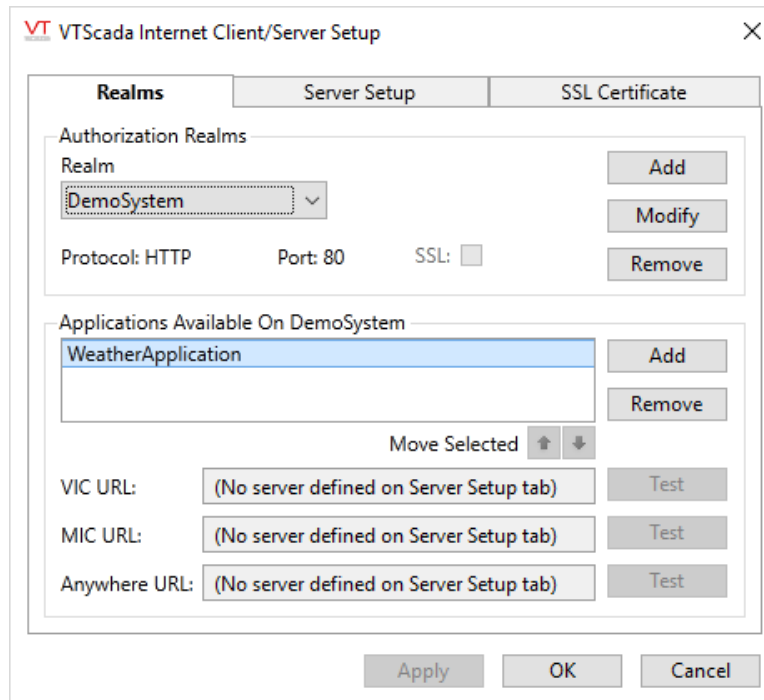 VT VTScada Internet Client/Server Setup
Realms Server Setup SSL Certificate
Authorization Realms
Realm Add
DemoSystem Modify
Protocol: HTTP Port: 80 SSL: Remove
Applications Available On DemoSystem
WeatherApplication Add
Remove
Move Selected
VIC URL: (No server defined on Server Setup tab) Test
MIC URL: (No server defined on Server Setup tab) Test
Anywhere URL: (No server defined on Server Setup tab) Test
Apply OK Cancel